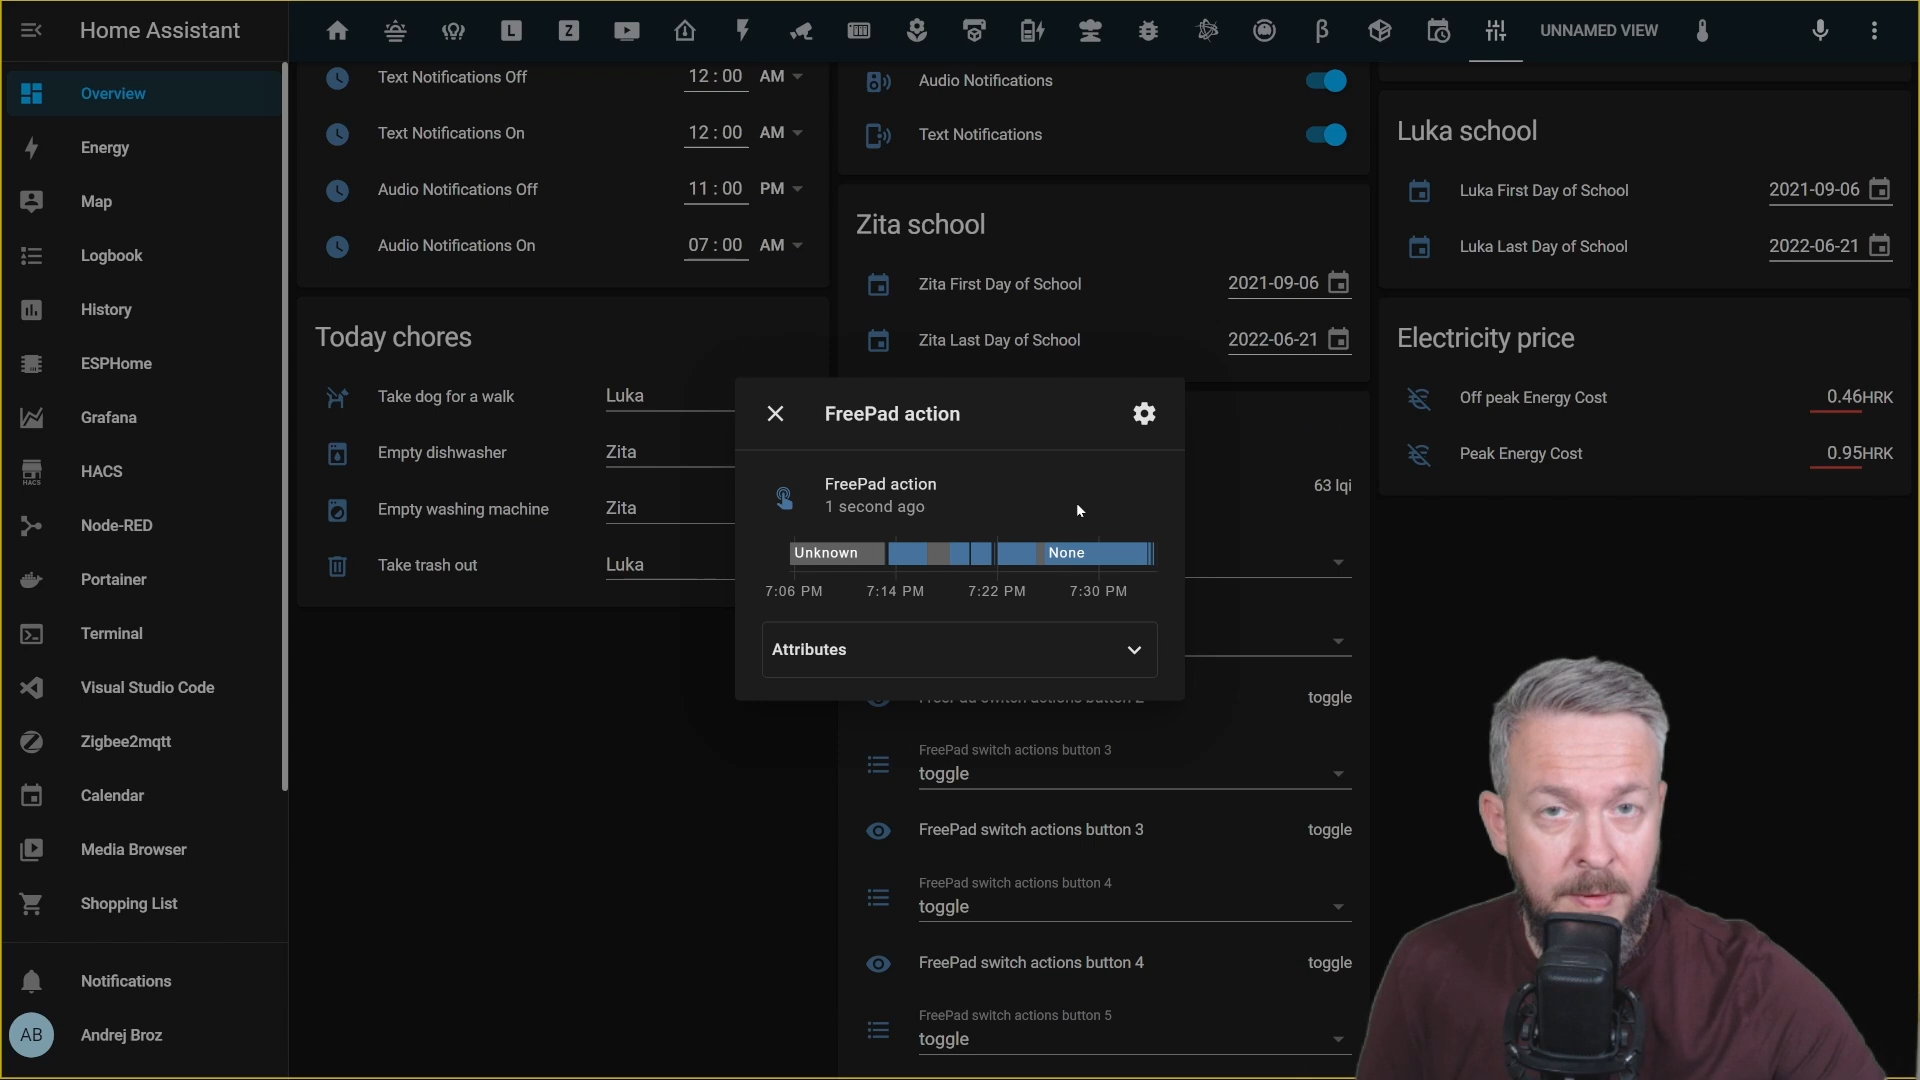 Home Assistant
L
Z
β
UNNAMED VIEW
Overview
Energy
Map
Logbook
History
ESPHome
Grafana
HACS
HACS
Node-RED
Portainer
Terminal
Visual Studio Code
Zigbee2mqtt
Calendar
Media Browser
Shopping List
Notifications
AB
Andrej Broz
Text Notifications Off 12 : 00 AM
Text Notifications On 12 : 00 AM
Audio Notifications Off 11 : 00 PM
Audio Notifications On 07 : 00 AM
Today chores
Take dog for a walk Luka
Empty dishwasher Zita
Empty washing machine Zita
Take trash out Luka
Audio Notifications
Text Notifications
Zita school
Zita First Day of School 2021-09-06
Zita Last Day of School 2022-06-21
63 lqi
FreePad action
FreePad action
1 second ago
Unknown None
7:06 PM 7:14 PM 7:22 PM 7:30 PM
Attributes
FreePad switch actions button 2 toggle
FreePad switch actions button 3
toggle
FreePad switch actions button 3 toggle
FreePad switch actions button 4
toggle
FreePad switch actions button 4 toggle
FreePad switch actions button 5
toggle
Luka school
Luka First Day of School 2021-09-06
Luka Last Day of School 2022-06-21
Electricity price
Off peak Energy Cost 0.46HRK
Peak Energy Cost 0.95HRK